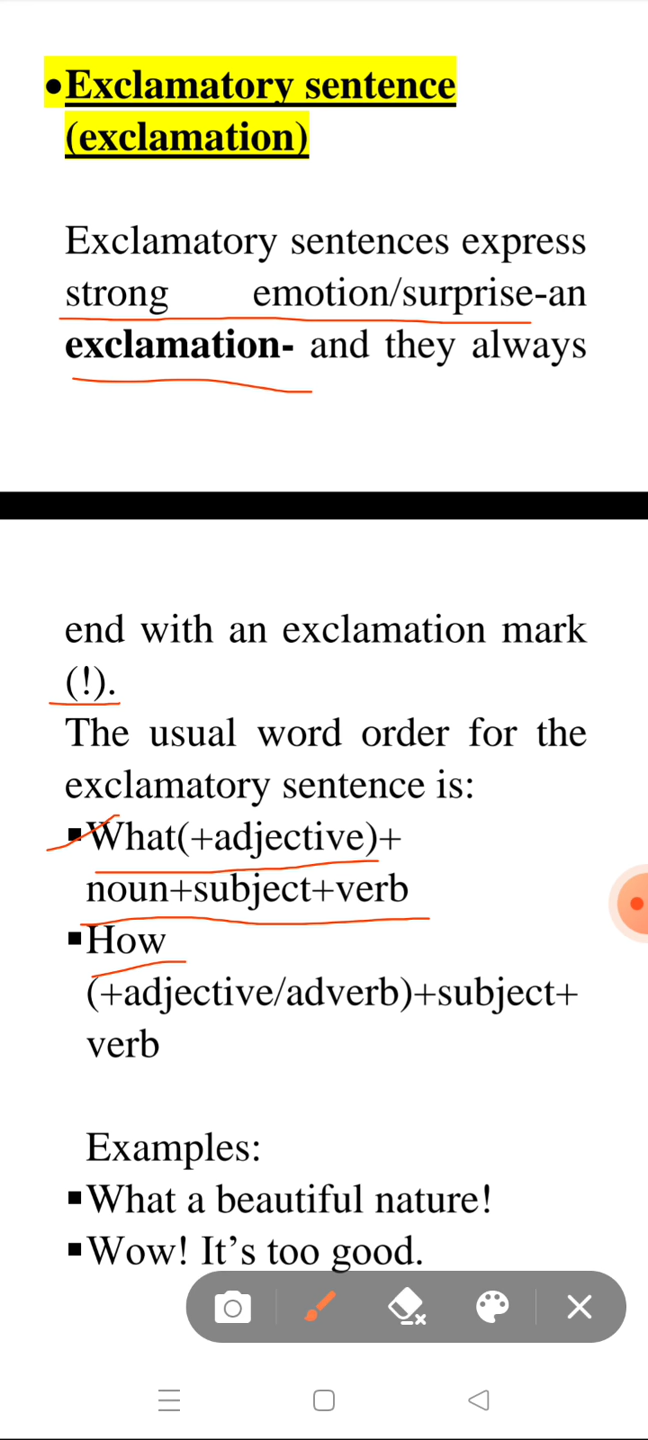 •Exclamatory sentence
(exclamation)
Exclamatory sentences express
strong emotion/surprise-an
exclamation- and they always
end with an exclamation mark
(!).
The usual word order for the
exclamatory sentence is:
▪What(+adjective)+
noun+subject+verb
▪How
(+adjective/adverb)+subject+
verb
Examples:
▪What a beautiful nature!
▪Wow! It’s too good.